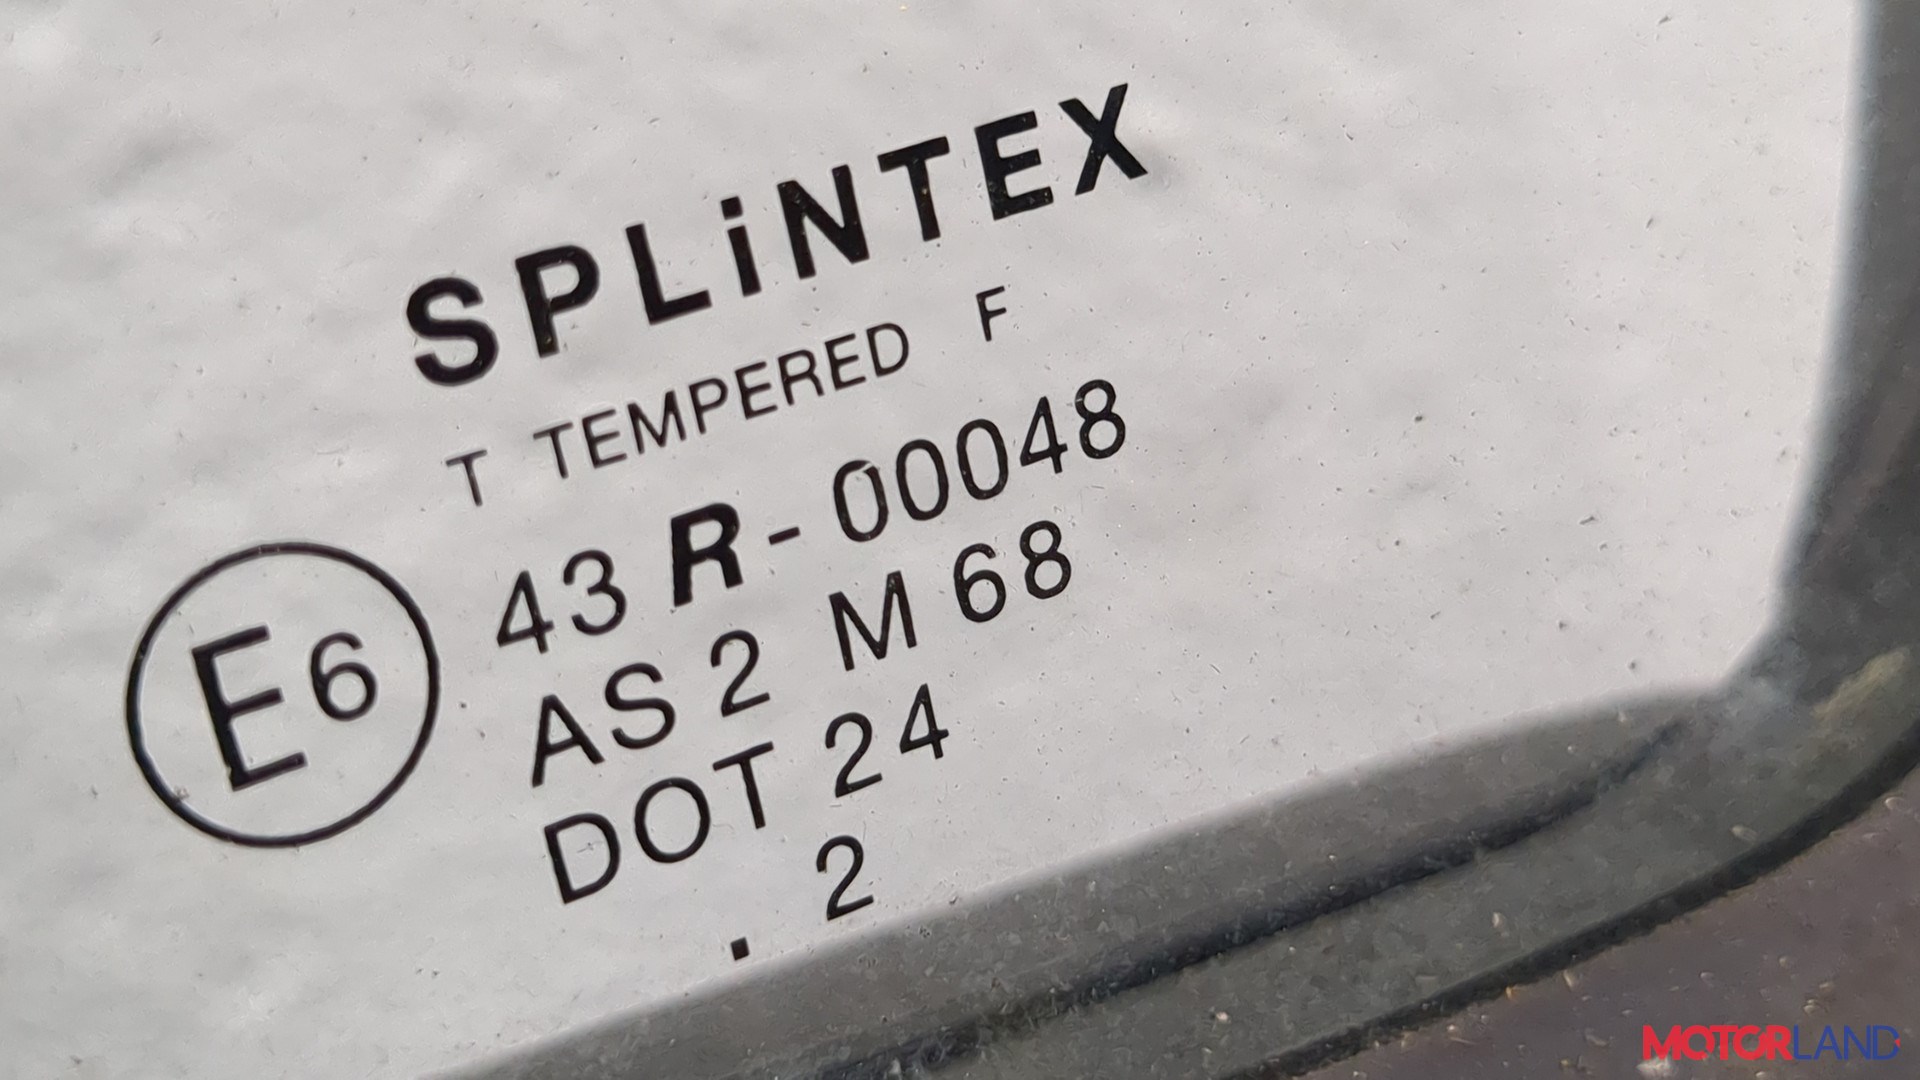 SPLiNTEX
T TEMPERED F
E6 43 R-00048
AS 2 M 68
DOT 24
2
.
MOTORLAND